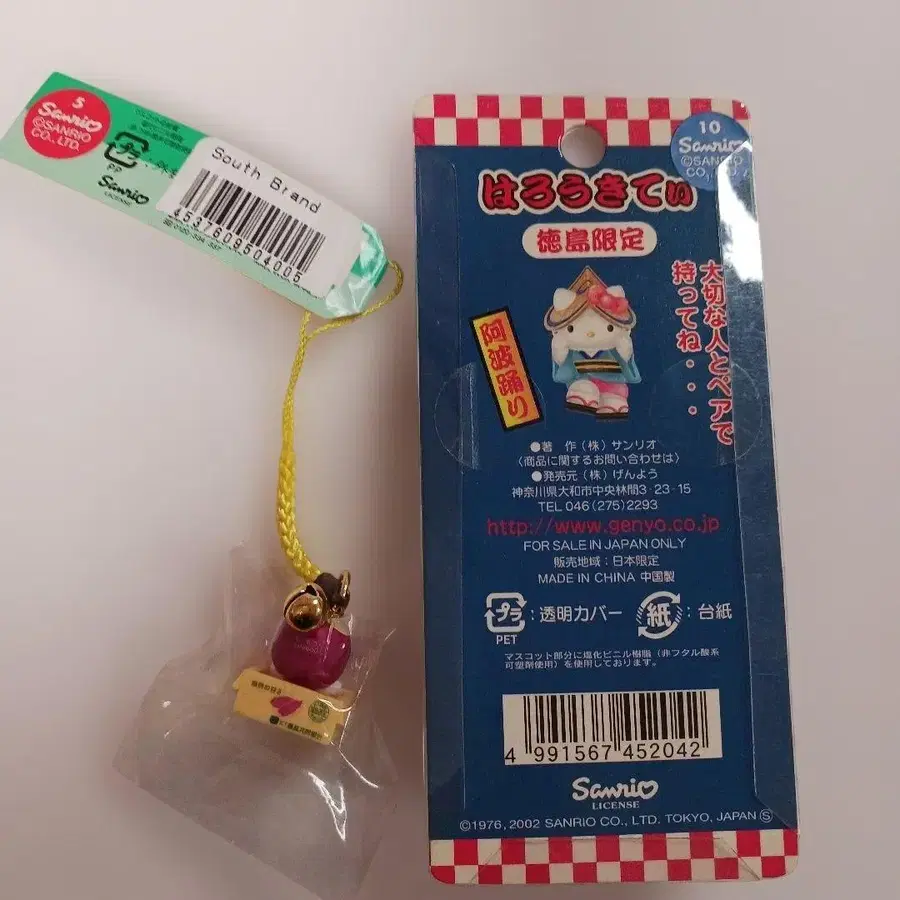 5
Sanrio
©SANRIO
CO., LTD.
PP
Sanrio
LICENSE
South Brand
4537609504005
10
Sanrio
©SANRIO
CO., LTD.
はろうきてぃ
徳島限定
大切な人とペアで
持ってね・・・
阿波踊り
●著 作 (株) サンリオ
〈商品に関するお問い合わせは〉
●発売元 (株) げんよう
神奈川県大和市中央林間3-23-15
TEL 046(275)2293
http://www.genyo.co.jp
FOR SALE IN JAPAN ONLY
販売地域:日本限定
MADE IN CHINA 中国製
プラ:透明カバー 紙:台紙
PET
マスコット部分に塩化ビニル樹脂(非フタル酸系
可塑剤使用)を使用しております。
4 991567 452042
Sanrio
LICENSE
©1976, 2002 SANRIO CO., LTD. TOKYO, JAPAN Ⓢ